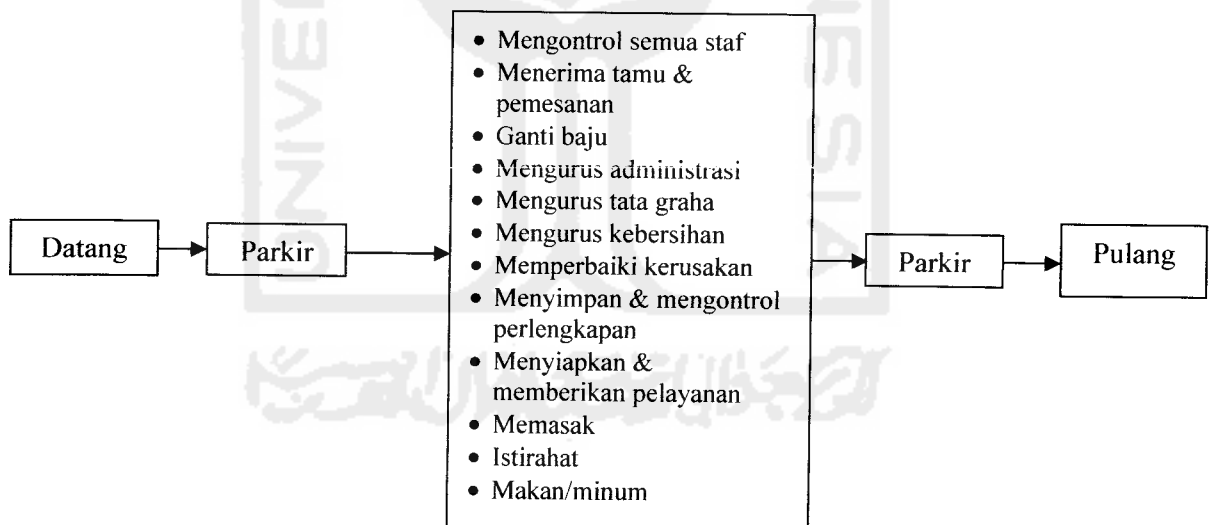 Datang
Parkir
• Mengontrol semua staf
• Menerima tamu &
pemesanan
• Ganti baju
• Mengurus administrasi
• Mengurus tata graha
• Mengurus kebersihan
• Memperbaiki kerusakan
• Menyimpan & mengontrol
perlengkapan
• Menyiapkan &
memberikan pelayanan
• Memasak
• Istirahat
• Makan/minum
Parkir
Pulang